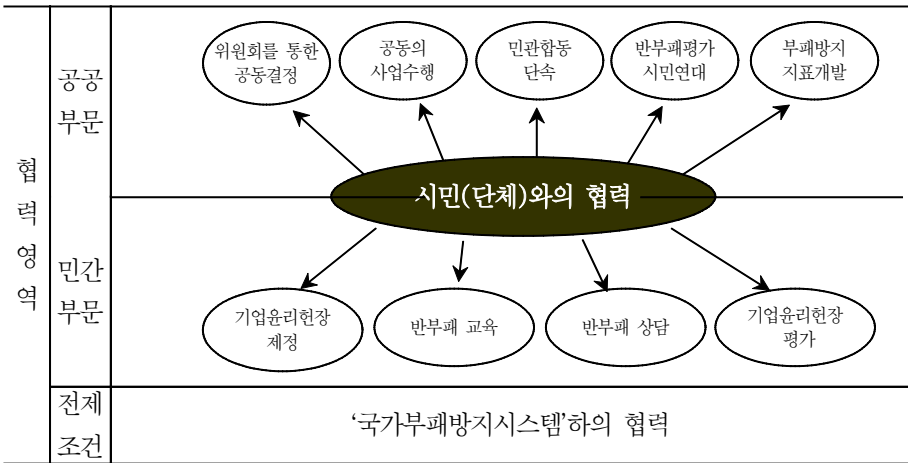 협
력
영
역
공공
부문
위원회를 통한
공동결정
공동의
사업수행
민관합동
단속
반부패평가
시민연대
부패방지
지표개발
시민(단체)와의 협력
민간
부문
기업윤리헌장
제정
반부패 교육
반부패 상담
기업윤리헌장
평가
전제
조건
‘국가부패방지시스템’하의 협력